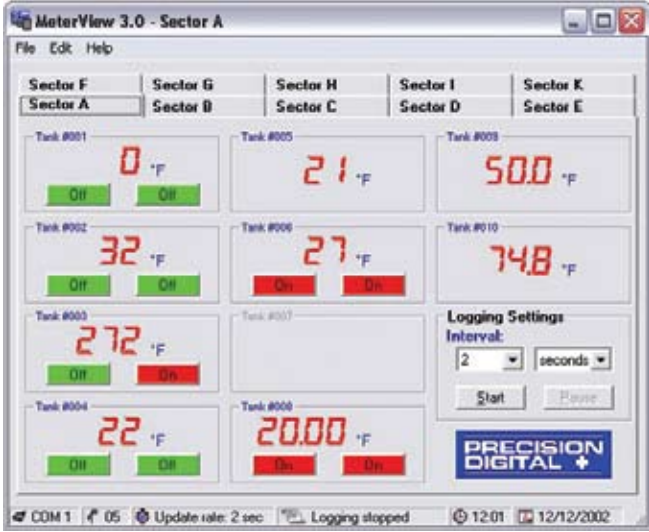 MeterView 3.0 - Sector A
File Edit Help
Sector F Sector G Sector H Sector I Sector K
Sector A Sector B Sector C Sector D Sector E
Tank #001 Tank #005 Tank #009
0 °F 21 °F 50.0 °F
Off Off
Tank #002 Tank #006 Tank #010
32 °F 27 °F 74.8 °F
Off Off On On
Tank #003 Tank #007 Logging Settings
272 °F Interval:
Off On 2 seconds
Start Pause
Tank #004 Tank #008
22 °F 20.00 °F
Off Off On On
PRECISION
DIGITAL +
COM 1 05 Update rate: 2 sec Logging stopped 12:01 12/12/2002